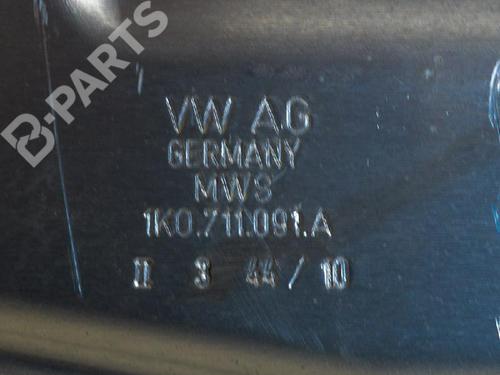 B-PARTS
VW AG
GERMANY
MWS
1K0.711.091.A
II 3 44/10